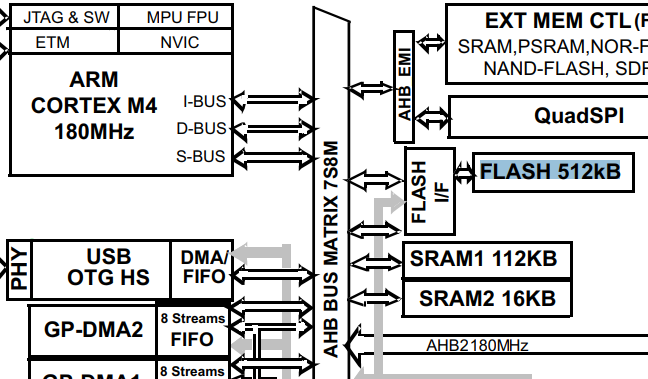 JTAG & SW
MPU FPU
ETM
NVIC
ARM
CORTEX M4
180MHz
I-BUS
D-BUS
S-BUS
PHY
USB
OTG HS
DMA/
FIFO
GP-DMA2
8 Streams
FIFO
8 Streams
AHB BUS MATRIX 7S8M
AHB EMI
EXT MEM CTL (F
SRAM,PSRAM,NOR-F
NAND-FLASH, SDF
QuadSPI
FLASH
I/F
FLASH 512kB
SRAM1 112KB
SRAM2 16KB
AHB2180MHz